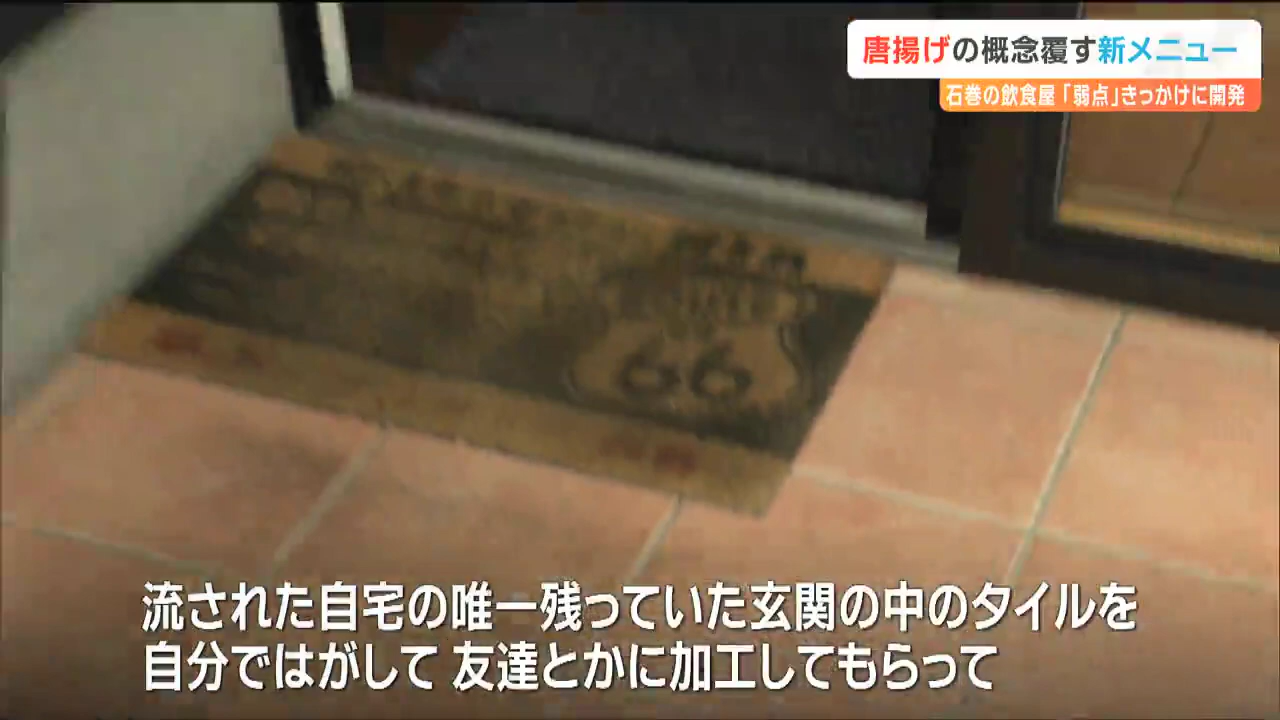 唐揚げの概念覆す新メニュー
石巻の飲食屋「弱点」きっかけに開発
66
流された自宅の唯一残っていた玄関の中のタイルを
自分ではがして 友達とかに加工してもらって